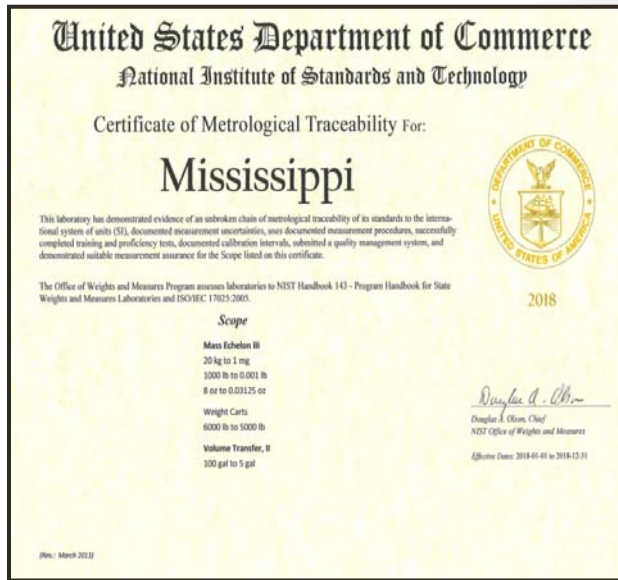 United States Department of Commerce
National Institute of Standards and Technology
Certificate of Metrological Traceability For:
Mississippi
This laboratory has demonstrated evidence of an unbroken chain of metrological traceability of its standards to the interna-
tional system of units (SI), documented measurement uncertainties, uses documented measurement procedures, successfully
completed training and proficiency tests, documented calibration intervals, submitted a quality management system, and
demonstrated suitable measurement assurance for the Scope listed on this certificate.
The Office of Weights and Measures Program assesses laboratories to NIST Handbook 143 - Program Handbook for State
Weights and Measures Laboratories and ISO/IEC 17025:2005.
DEPARTMENT OF COMMERCE
UNITED STATES OF AMERICA
2018
Scope
Mass Echelon III
20 kg to 1 mg
1000 lb to 0.001 lb
8 oz to 0.03125 oz
Weight Carts
6000 lb to 5000 lb
Volume Transfer, II
100 gal to 5 gal
Douglas A. Olson
Douglas A. Olson, Chief
NIST Office of Weights and Measures
Effective Dates: 2018-01-01 to 2018-12-31
(Rev.: March 2013)